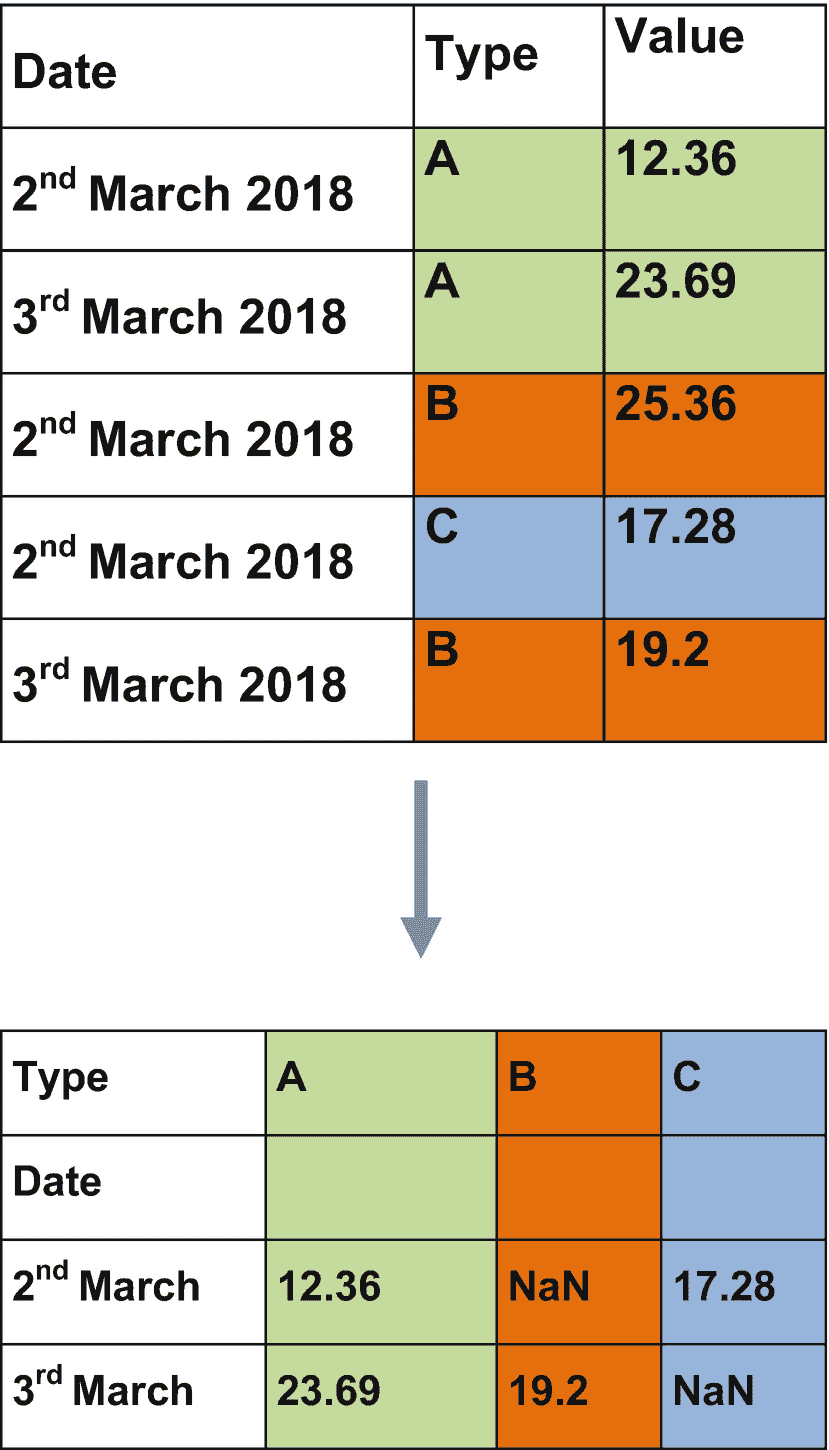 Date Type Value
2nd March 2018 A 12.36
3rd March 2018 A 23.69
2nd March 2018 B 25.36
2nd March 2018 C 17.28
3rd March 2018 B 19.2
Type A B C
Date
2nd March 12.36 NaN 17.28
3rd March 23.69 19.2 NaN